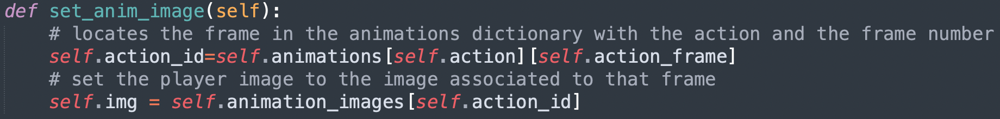 def set_anim_image(self):
    # locates the frame in the animations dictionary with the action and the frame number
    self.action_id=self.animations[self.action][self.action_frame]
    # set the player image to the image associated to that frame
    self.img = self.animation_images[self.action_id]